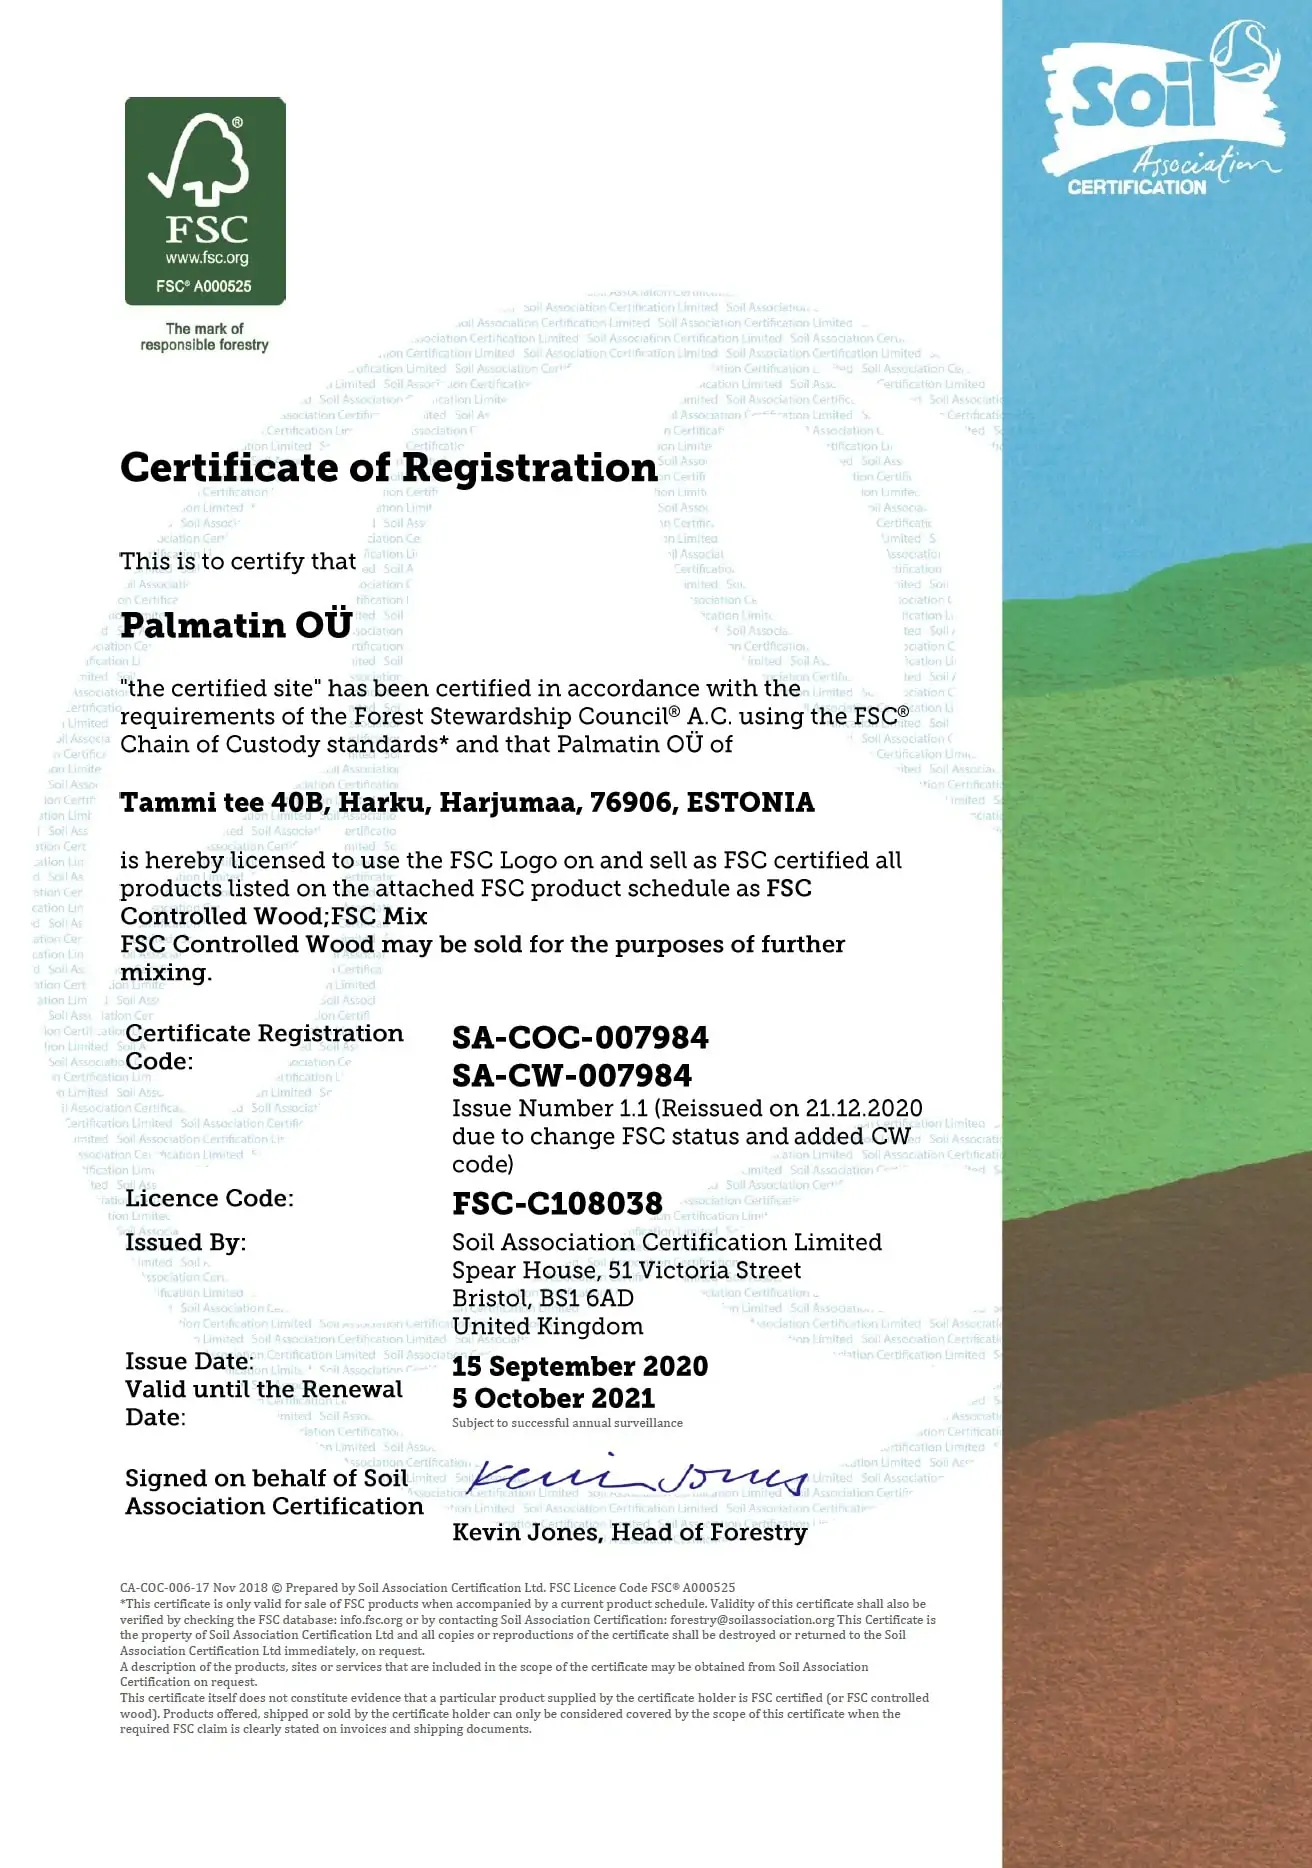 Soil
Association
CERTIFICATION
FSC
www.fsc.org
FSC® A000525
The mark of
responsible forestry
Certificate of Registration
This is to certify that
Palmatin OÜ
"the certified site" has been certified in accordance with the
requirements of the Forest Stewardship Council® A.C. using the FSC®
Chain of Custody standards* and that Palmatin OÜ of
Tammi tee 40B, Harku, Harjumaa, 76906, ESTONIA
is hereby licensed to use the FSC Logo on and sell as FSC certified all
products listed on the attached FSC product schedule as FSC
Controlled Wood;FSC Mix
FSC Controlled Wood may be sold for the purposes of further
mixing.
Certificate Registration
Code:
SA-COC-007984
SA-CW-007984
Issue Number 1.1 (Reissued on 21.12.2020
due to change FSC status and added CW
code)
Licence Code:
FSC-C108038
Issued By:
Soil Association Certification Limited
Spear House, 51 Victoria Street
Bristol, BS1 6AD
United Kingdom
Issue Date:
15 September 2020
Valid until the Renewal
Date:
5 October 2021
Subject to successful annual surveillance
Signed on behalf of Soil
Association Certification
Kevin Jones
Kevin Jones, Head of Forestry
CA-COC-006-17 Nov 2018 © Prepared by Soil Association Certification Ltd. FSC Licence Code FSC® A000525
*This certificate is only valid for sale of FSC products when accompanied by a current product schedule. Validity of this certificate shall also be
verified by checking the FSC database: info.fsc.org or by contacting Soil Association Certification: forestry@soilassociation.org This Certificate is
the property of Soil Association Certification Ltd and all copies or reproductions of the certificate shall be destroyed or returned to the Soil
Association Certification Ltd immediately, on request.
A description of the products, sites or services that are included in the scope of the certificate may be obtained from Soil Association
Certification on request.
This certificate itself does not constitute evidence that a particular product supplied by the certificate holder is FSC certified (or FSC controlled
wood). Products offered, shipped or sold by the certificate holder can only be considered covered by the scope of this certificate when the
required FSC claim is clearly stated on invoices and shipping documents.